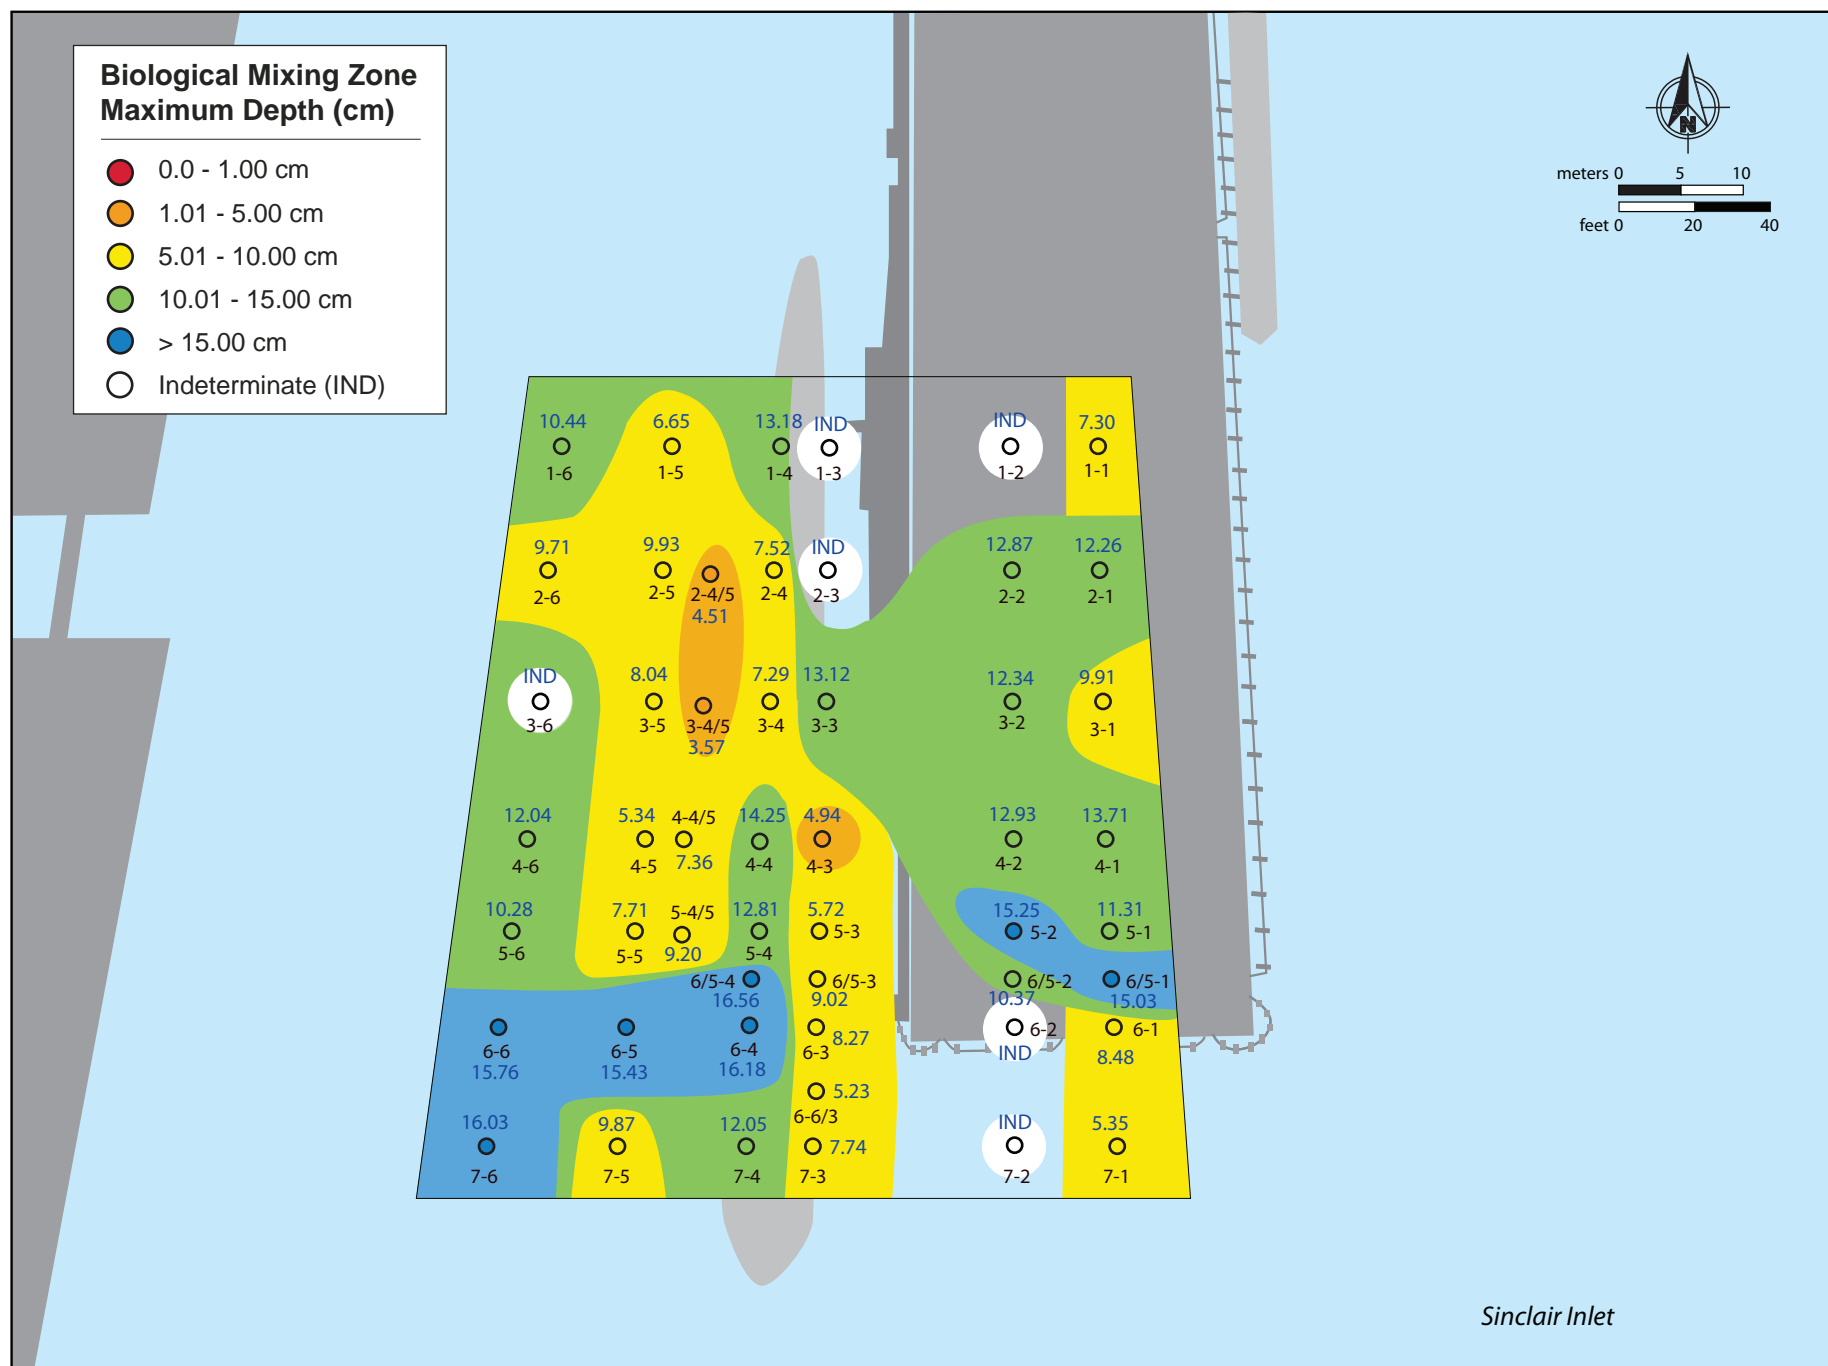 Biological Mixing Zone
Maximum Depth (cm)
0.0 - 1.00 cm
1.01 - 5.00 cm
5.01 - 10.00 cm
10.01 - 15.00 cm
> 15.00 cm
Indeterminate (IND)
N
meters 0 5 10
feet 0 20 40
10.44 6.65 13.18 IND IND 7.30
1-6 1-5 1-4 1-3 1-2 1-1
9.71 9.93 7.52 IND 12.87 12.26
2-6 2-5 2-4/5 2-4 2-3 2-2 2-1
4.51
IND 8.04 7.29 13.12 12.34 9.91
3-6 3-5 3-4/5 3-4 3-3 3-2 3-1
3.57
12.04 5.34 4-4/5 14.25 4.94 12.93 13.71
4-6 4-5 7.36 4-4 4-3 4-2 4-1
10.28 7.71 5-4/5 12.81 5.72 15.25 11.31
5-3 5-2 5-1
5-6 5-5 9.20 5-4
6/5-4 6/5-3 6/5-2 6/5-1
16.56 9.02 10.37 15.03
6-2 6-1
6-6 6-5 6-4 6-3 8.27 IND 8.48
15.76 15.43 16.18
5.23
6-6/3
16.03 9.87 12.05 7.74 IND 5.35
7-6 7-5 7-4 7-3 7-2 7-1
Sinclair Inlet